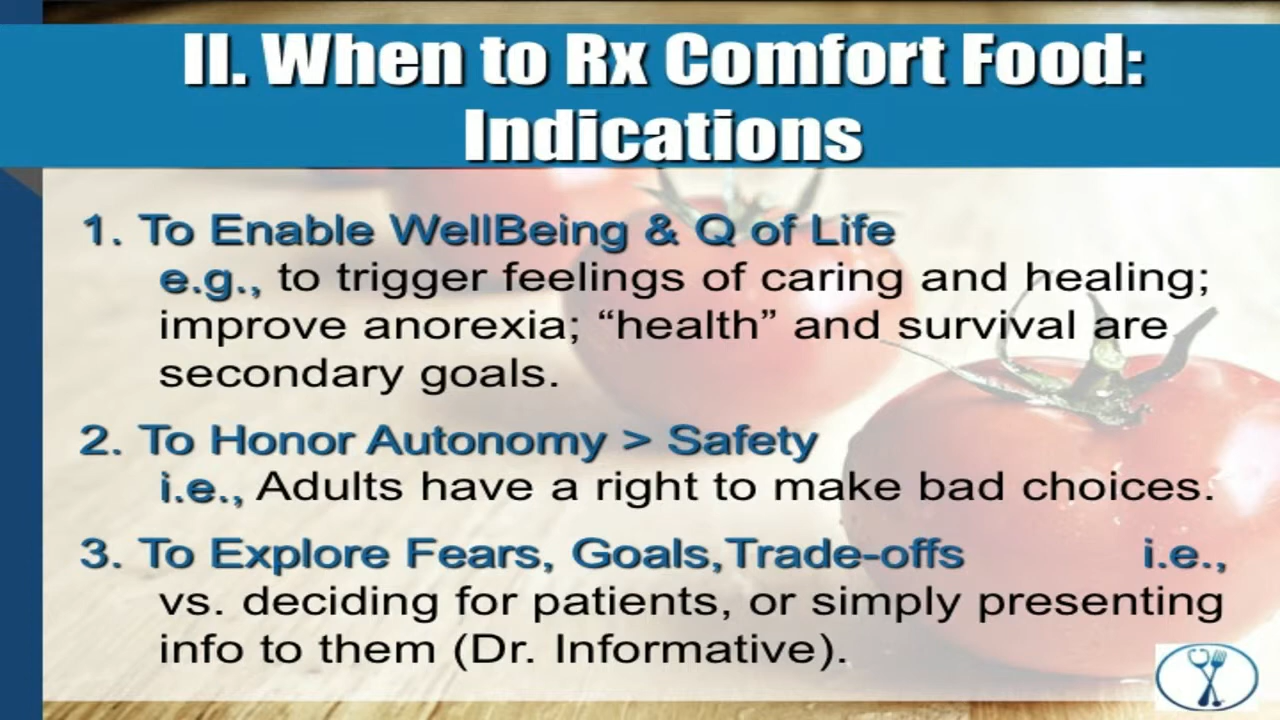 II. When to Rx Comfort Food:
Indications
1. To Enable WellBeing & Q of Life
e.g., to trigger feelings of caring and healing;
improve anorexia; “health” and survival are
secondary goals.
2. To Honor Autonomy > Safety
i.e., Adults have a right to make bad choices.
3. To Explore Fears, Goals,Trade-offs i.e.,
vs. deciding for patients, or simply presenting
info to them (Dr. Informative).